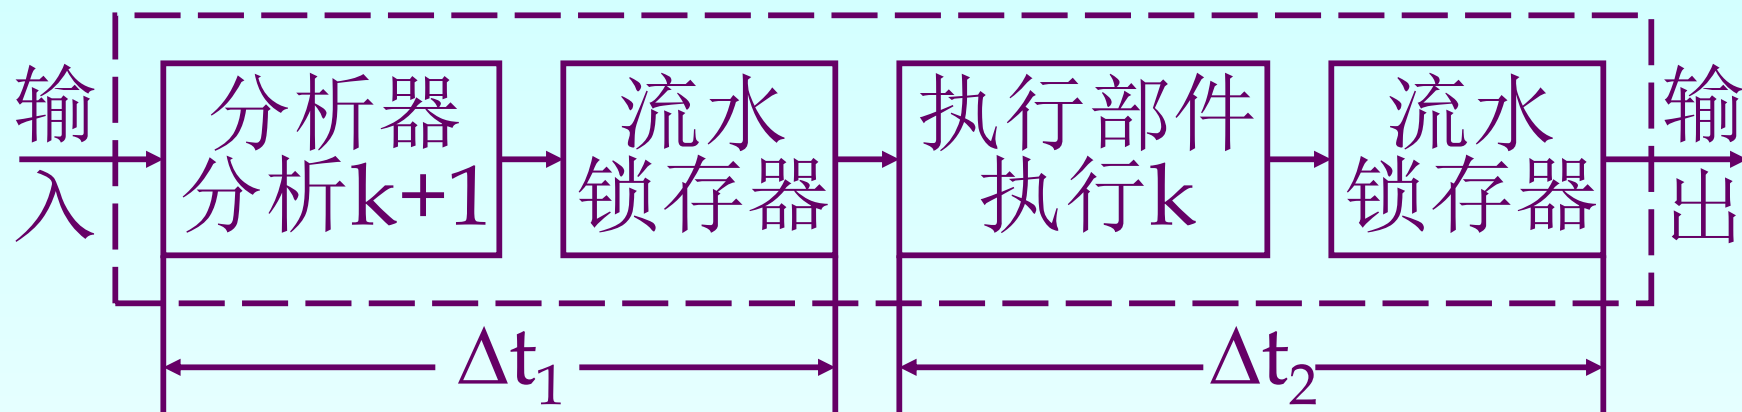 输入
分析器
分析k+1
流水
锁存器
执行部件
执行k
流水
锁存器
输出
Δt₁
Δt₂